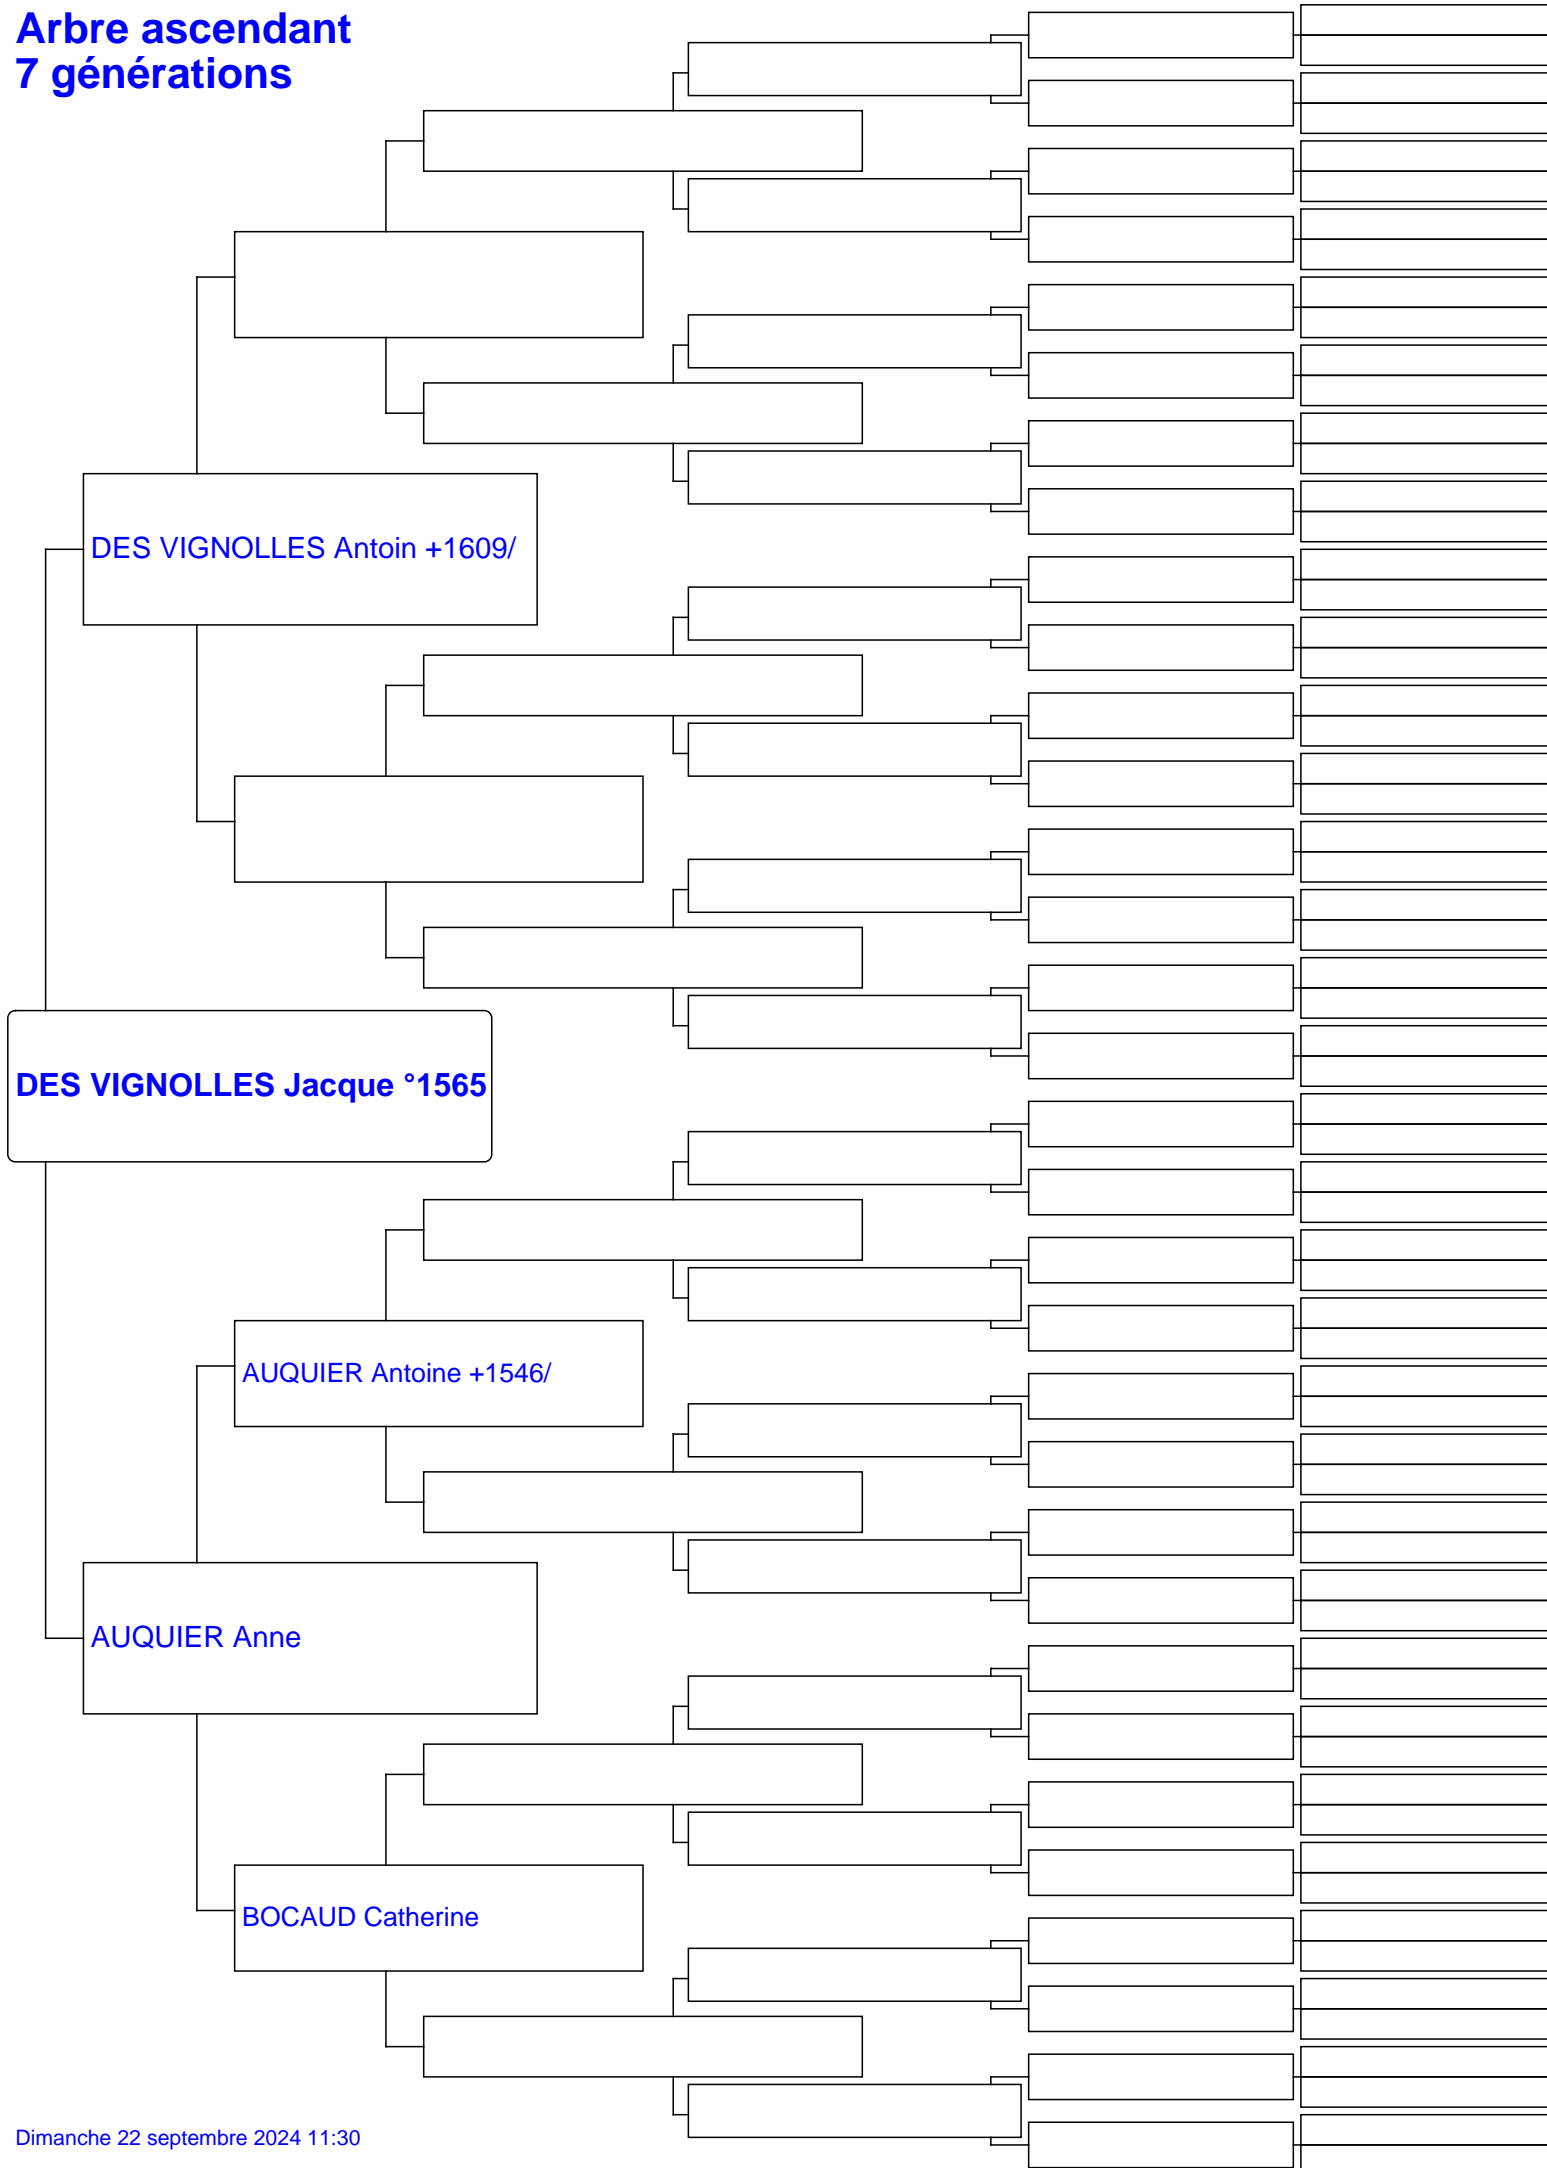 Arbre ascendant
7 générations
DES VIGNOLLES Antoin +1609/
DES VIGNOLLES Jacque °1565
AUQUIER Antoine +1546/
AUQUIER Anne
BOCAUD Catherine
Dimanche 22 septembre 2024 11:30